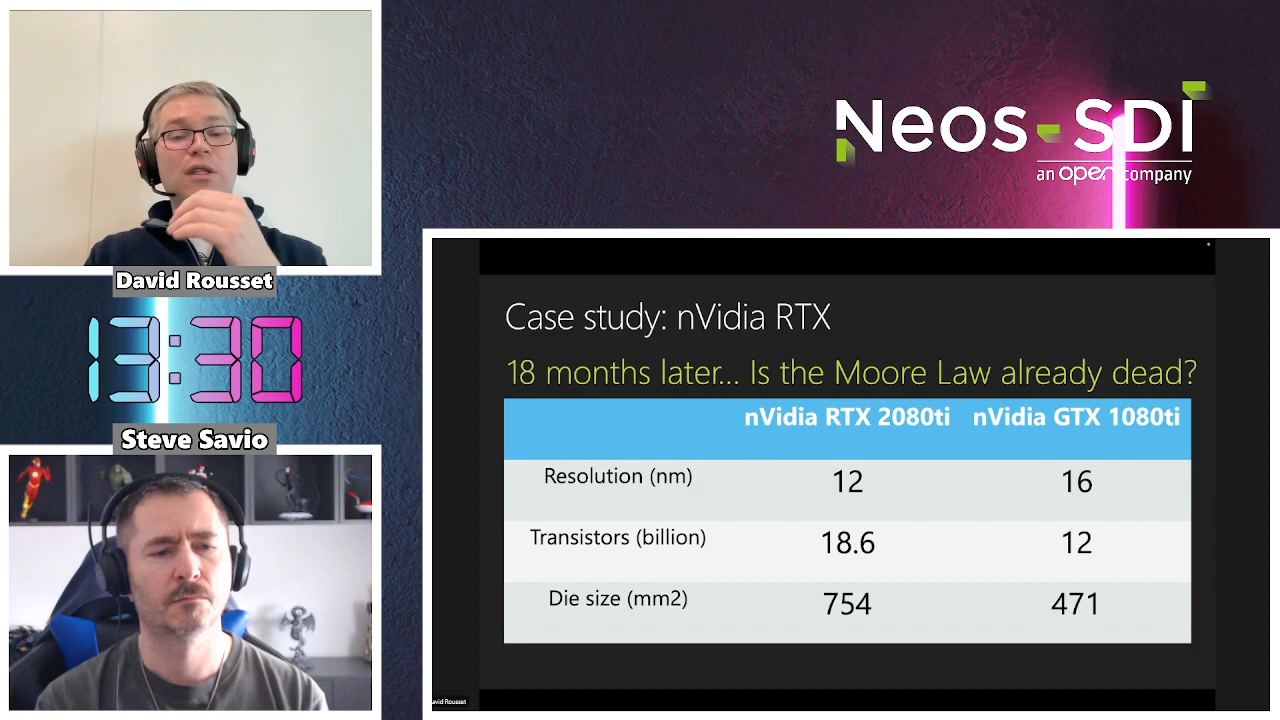 David Rousset
13:30
Steve Savio
Neos-SDI
an open company
Case study: nVidia RTX
18 months later... Is the Moore Law already dead?
nVidia RTX 2080ti nVidia GTX 1080ti
Resolution (nm) 12 16
Transistors (billion) 18.6 12
Die size (mm2) 754 471
avid Rousset